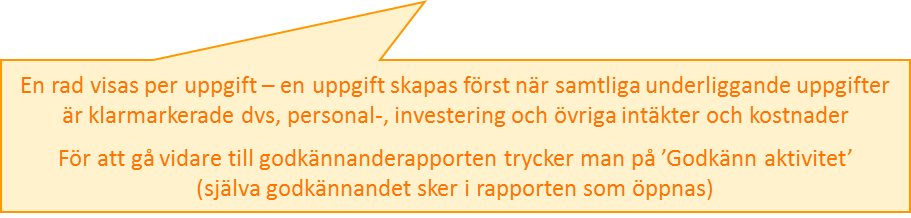 En rad visas per uppgift – en uppgift skapas först när samtliga underliggande uppgifter
är klarmarkerade dvs, personal-, investering och övriga intäkter och kostnader
För att gå vidare till godkännanderapporten trycker man på ’Godkänn aktivitet’
(själva godkännandet sker i rapporten som öppnas)